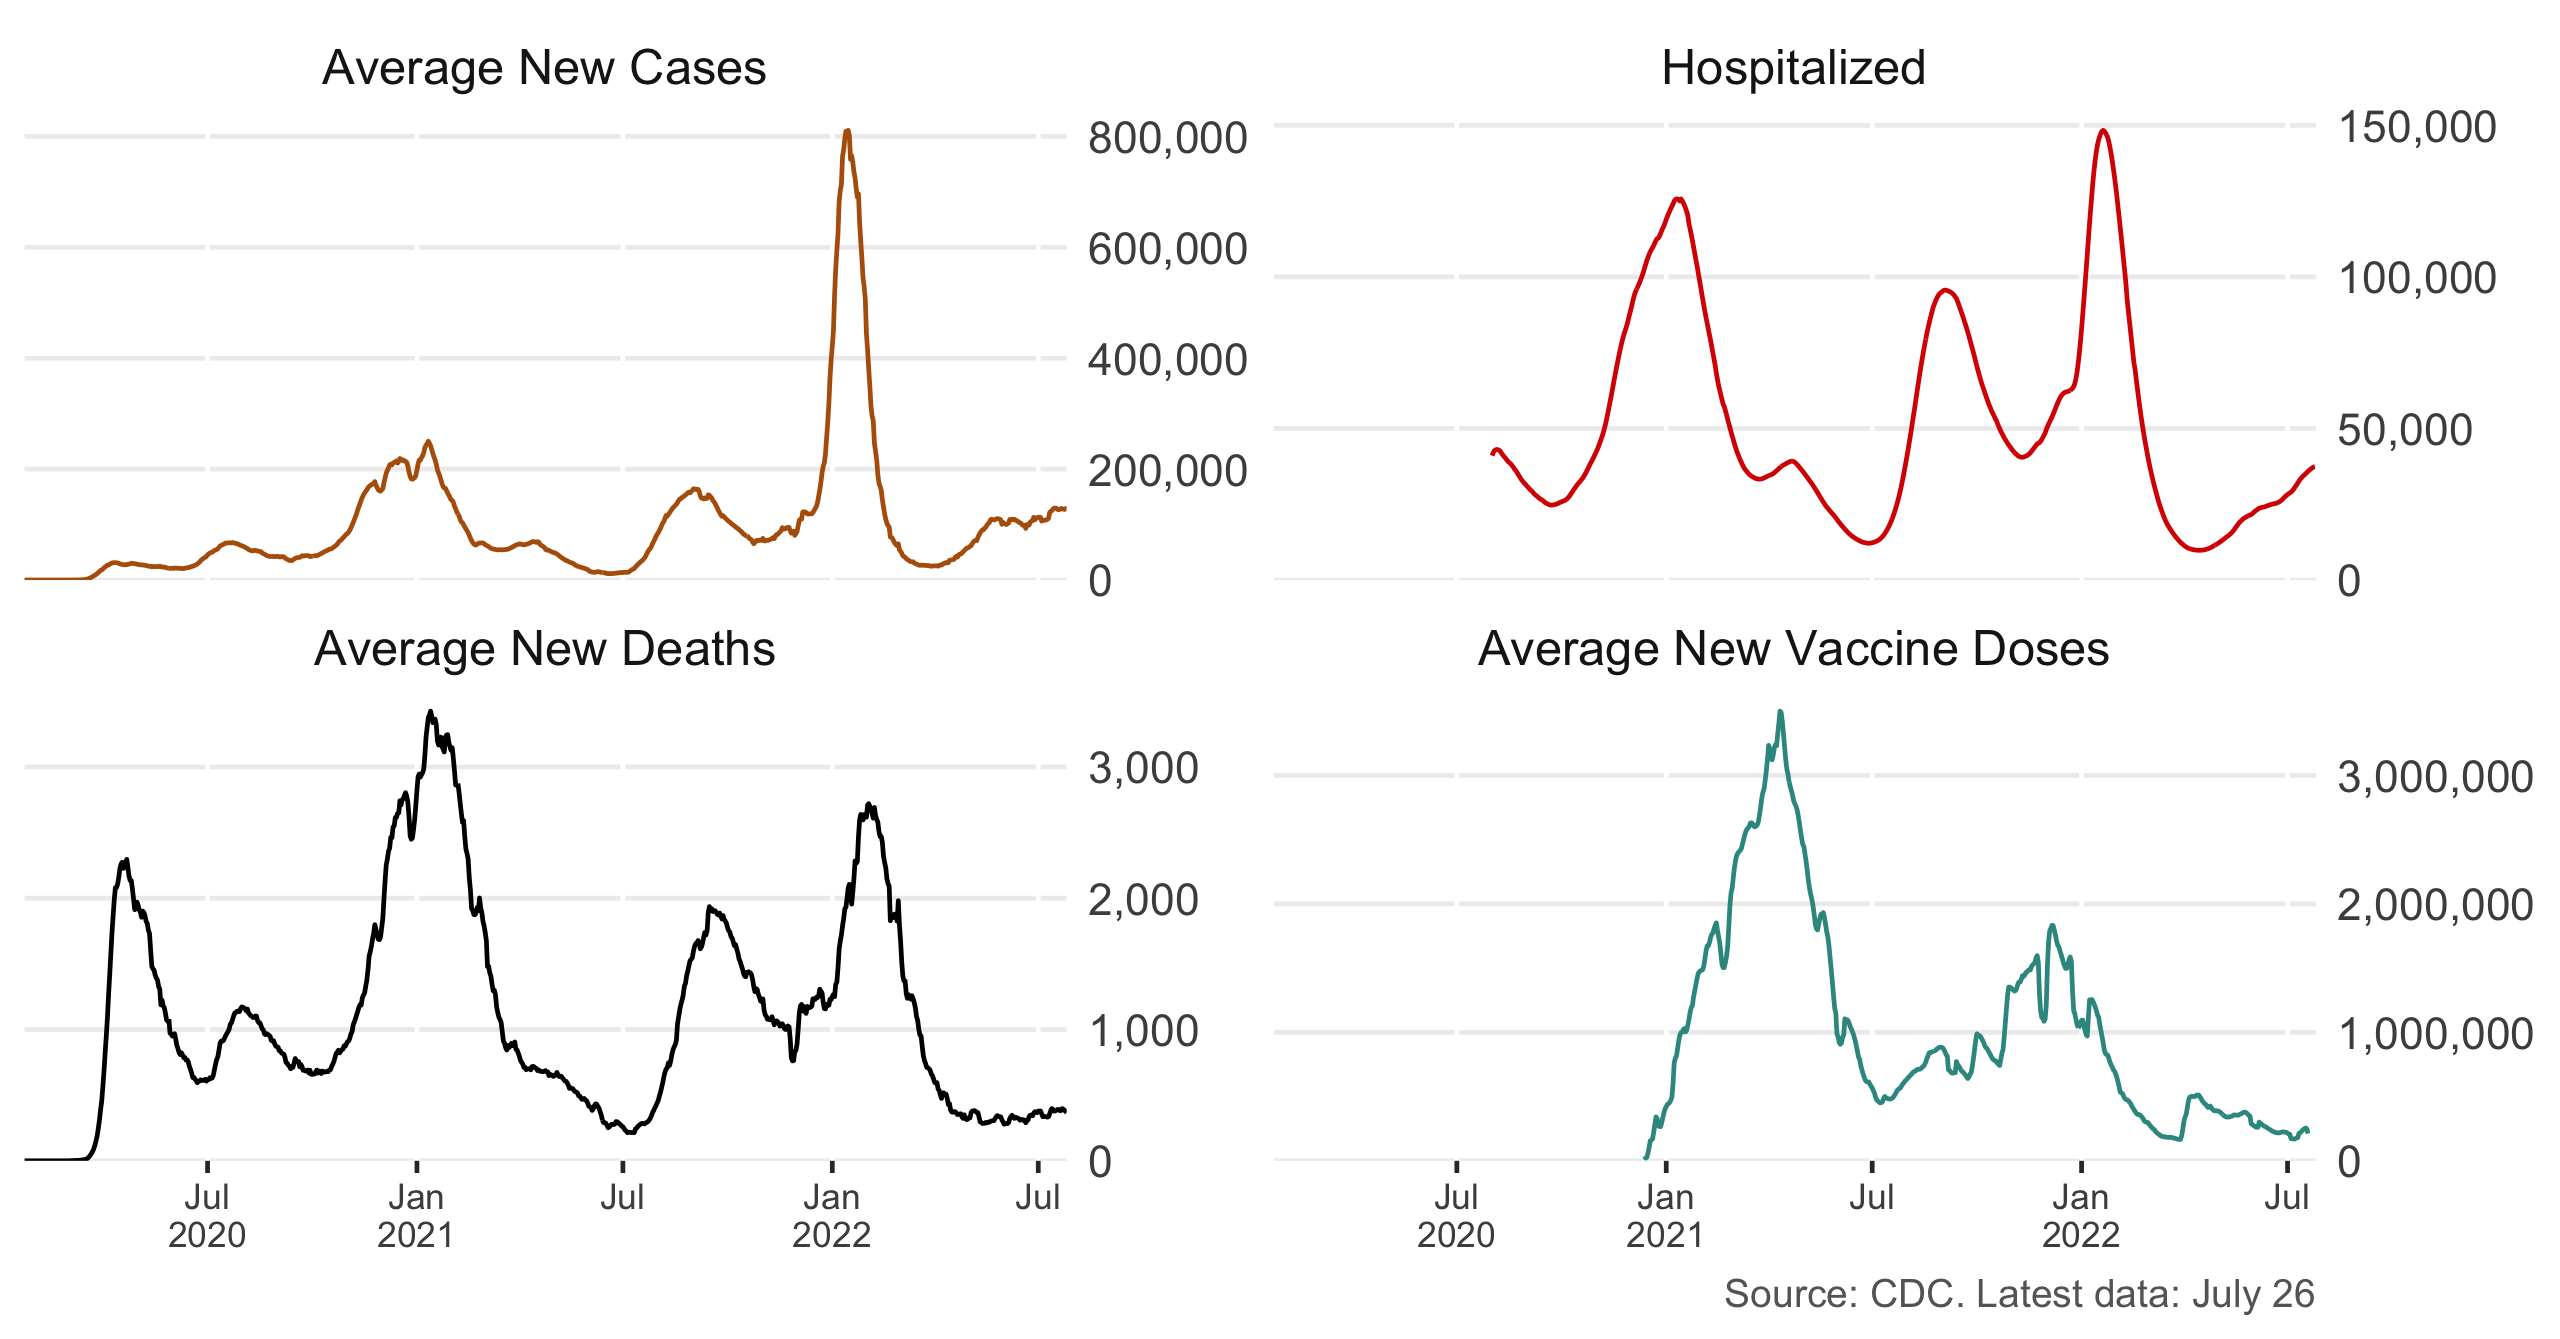 Average New Cases
800,000
600,000
400,000
200,000
0
Hospitalized
150,000
100,000
50,000
0
Average New Deaths
3,000
2,000
1,000
0
Jul Jan Jul Jan Jul
2020 2021 2022
Average New Vaccine Doses
3,000,000
2,000,000
1,000,000
0
Jul Jan Jul Jan Jul
2020 2021 2022
Source: CDC. Latest data: July 26